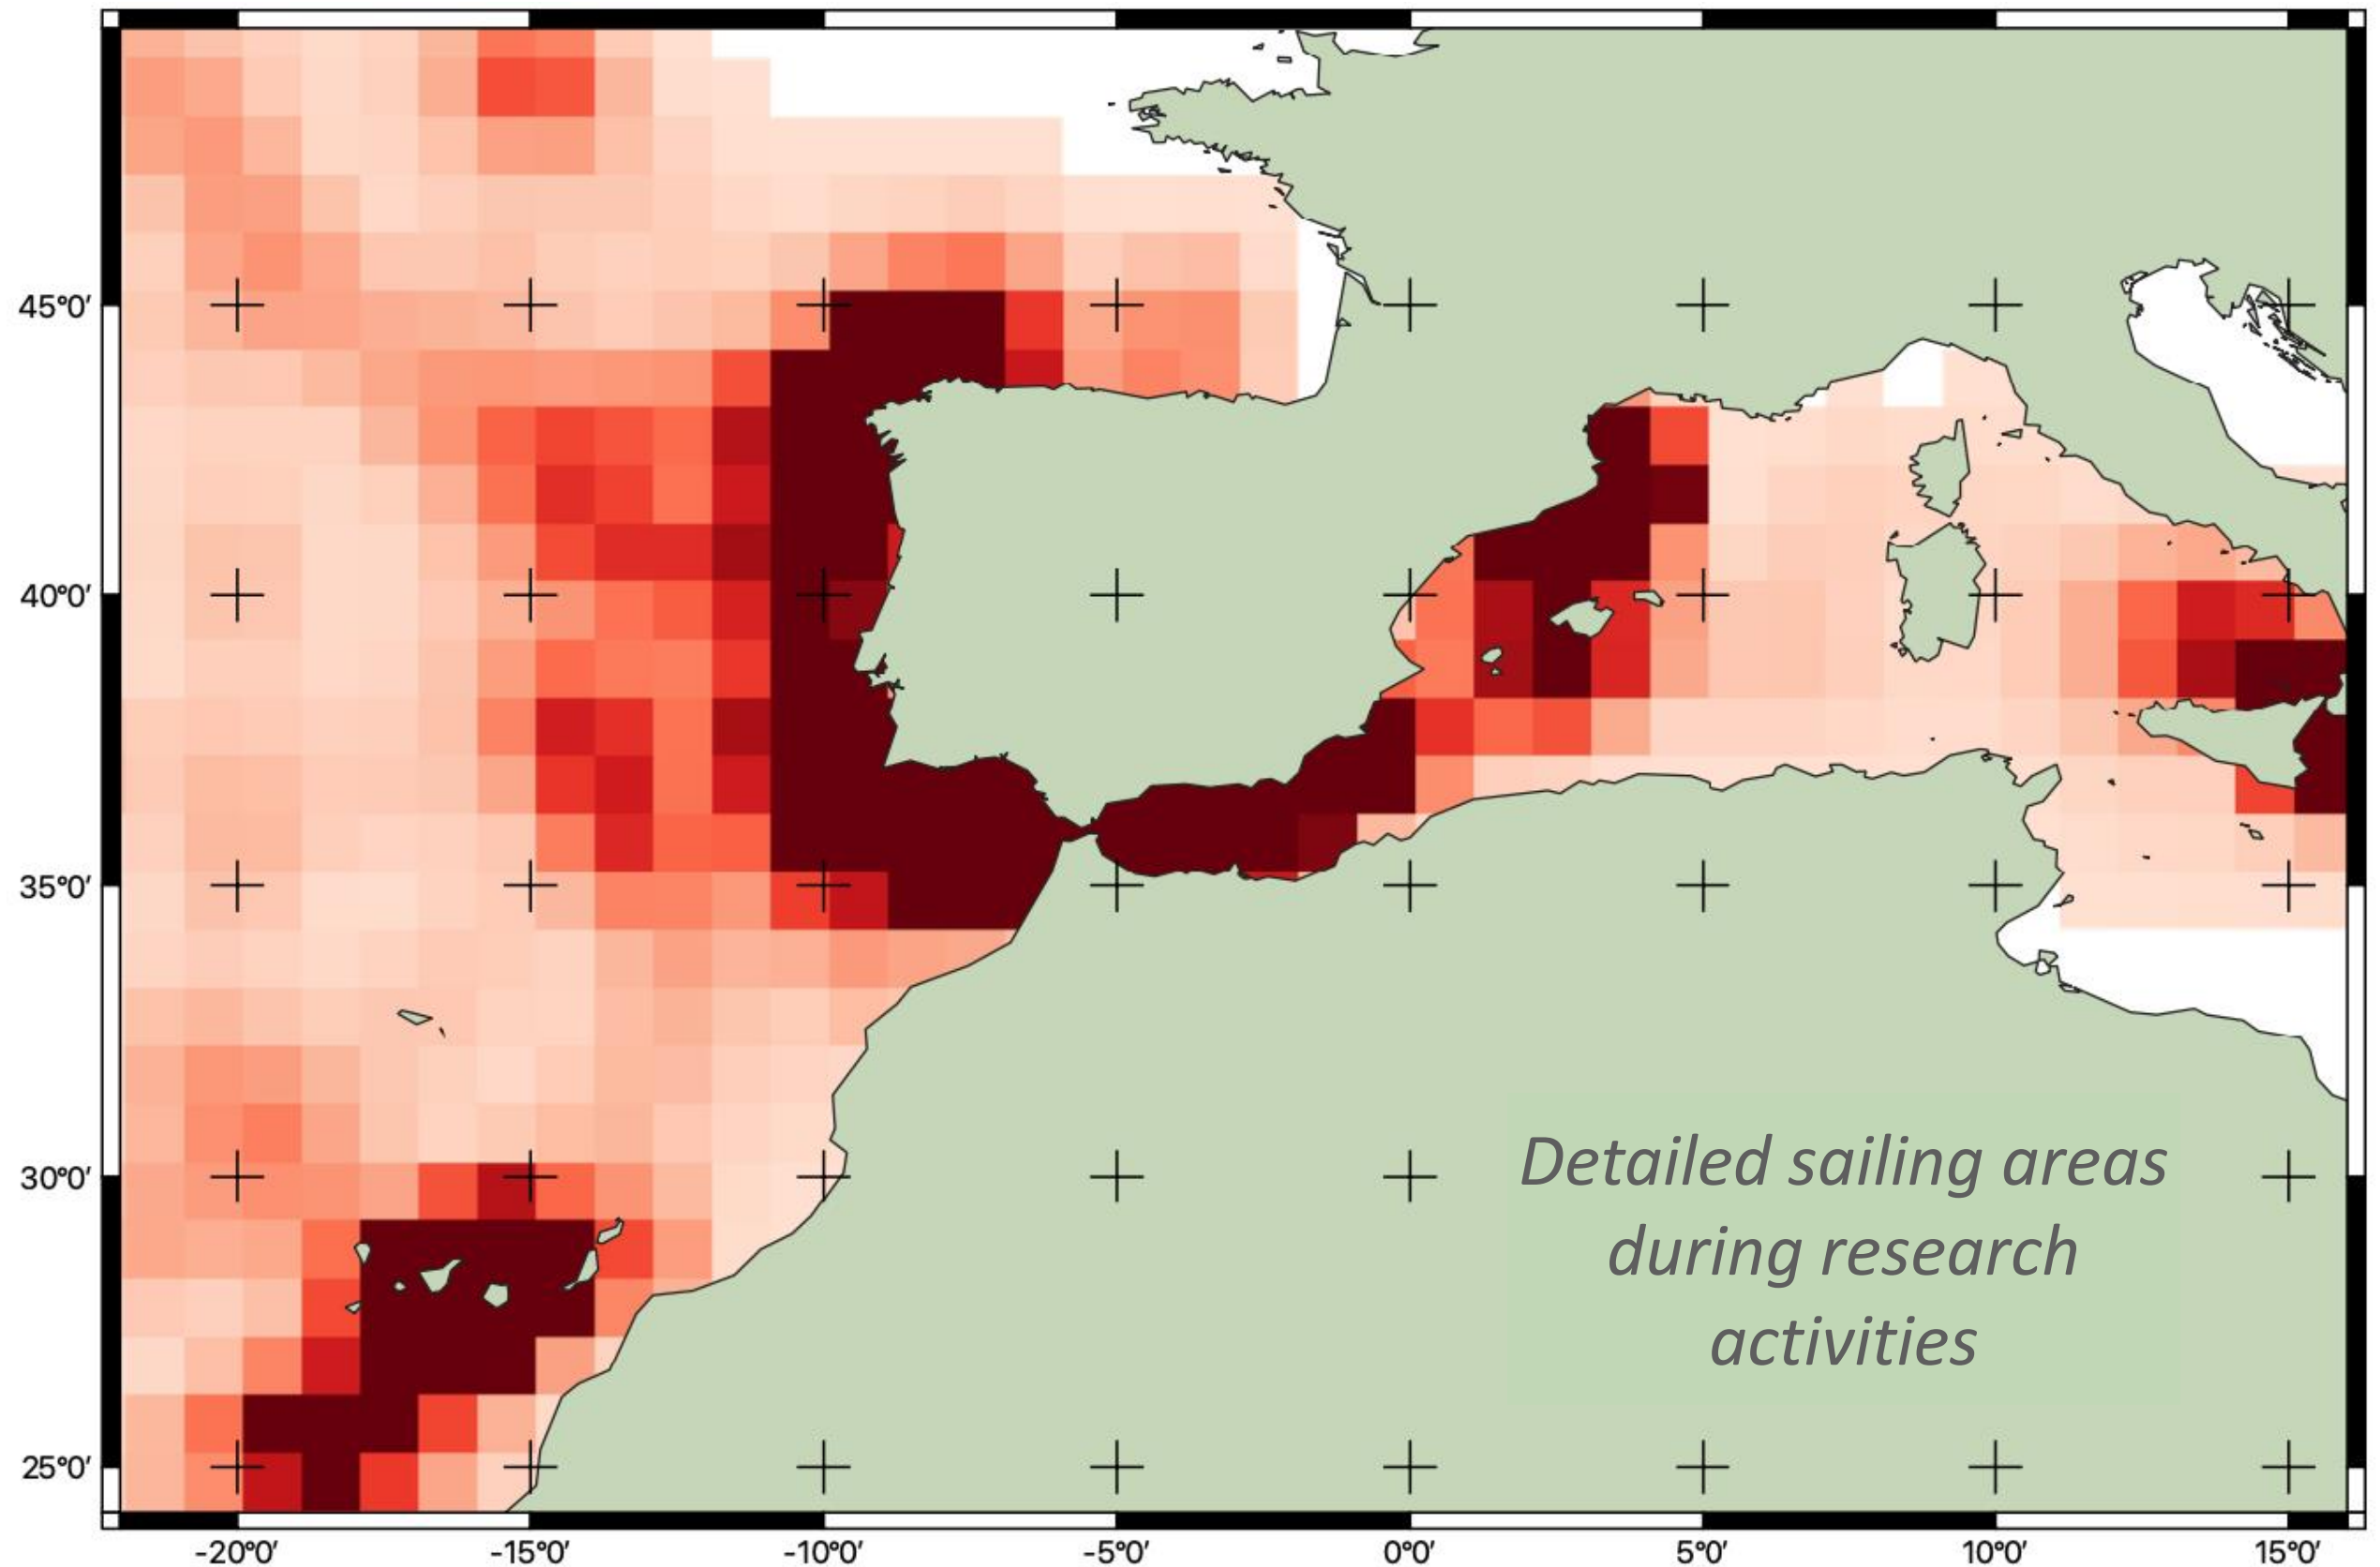 45°0′
40°0′
35°0′
30°0′
25°0′
Detailed sailing areas
during research
activities
-20°0′ -15°0′ -10°0′ -5°0′ 0°0′ 5°0′ 10°0′ 15°0′